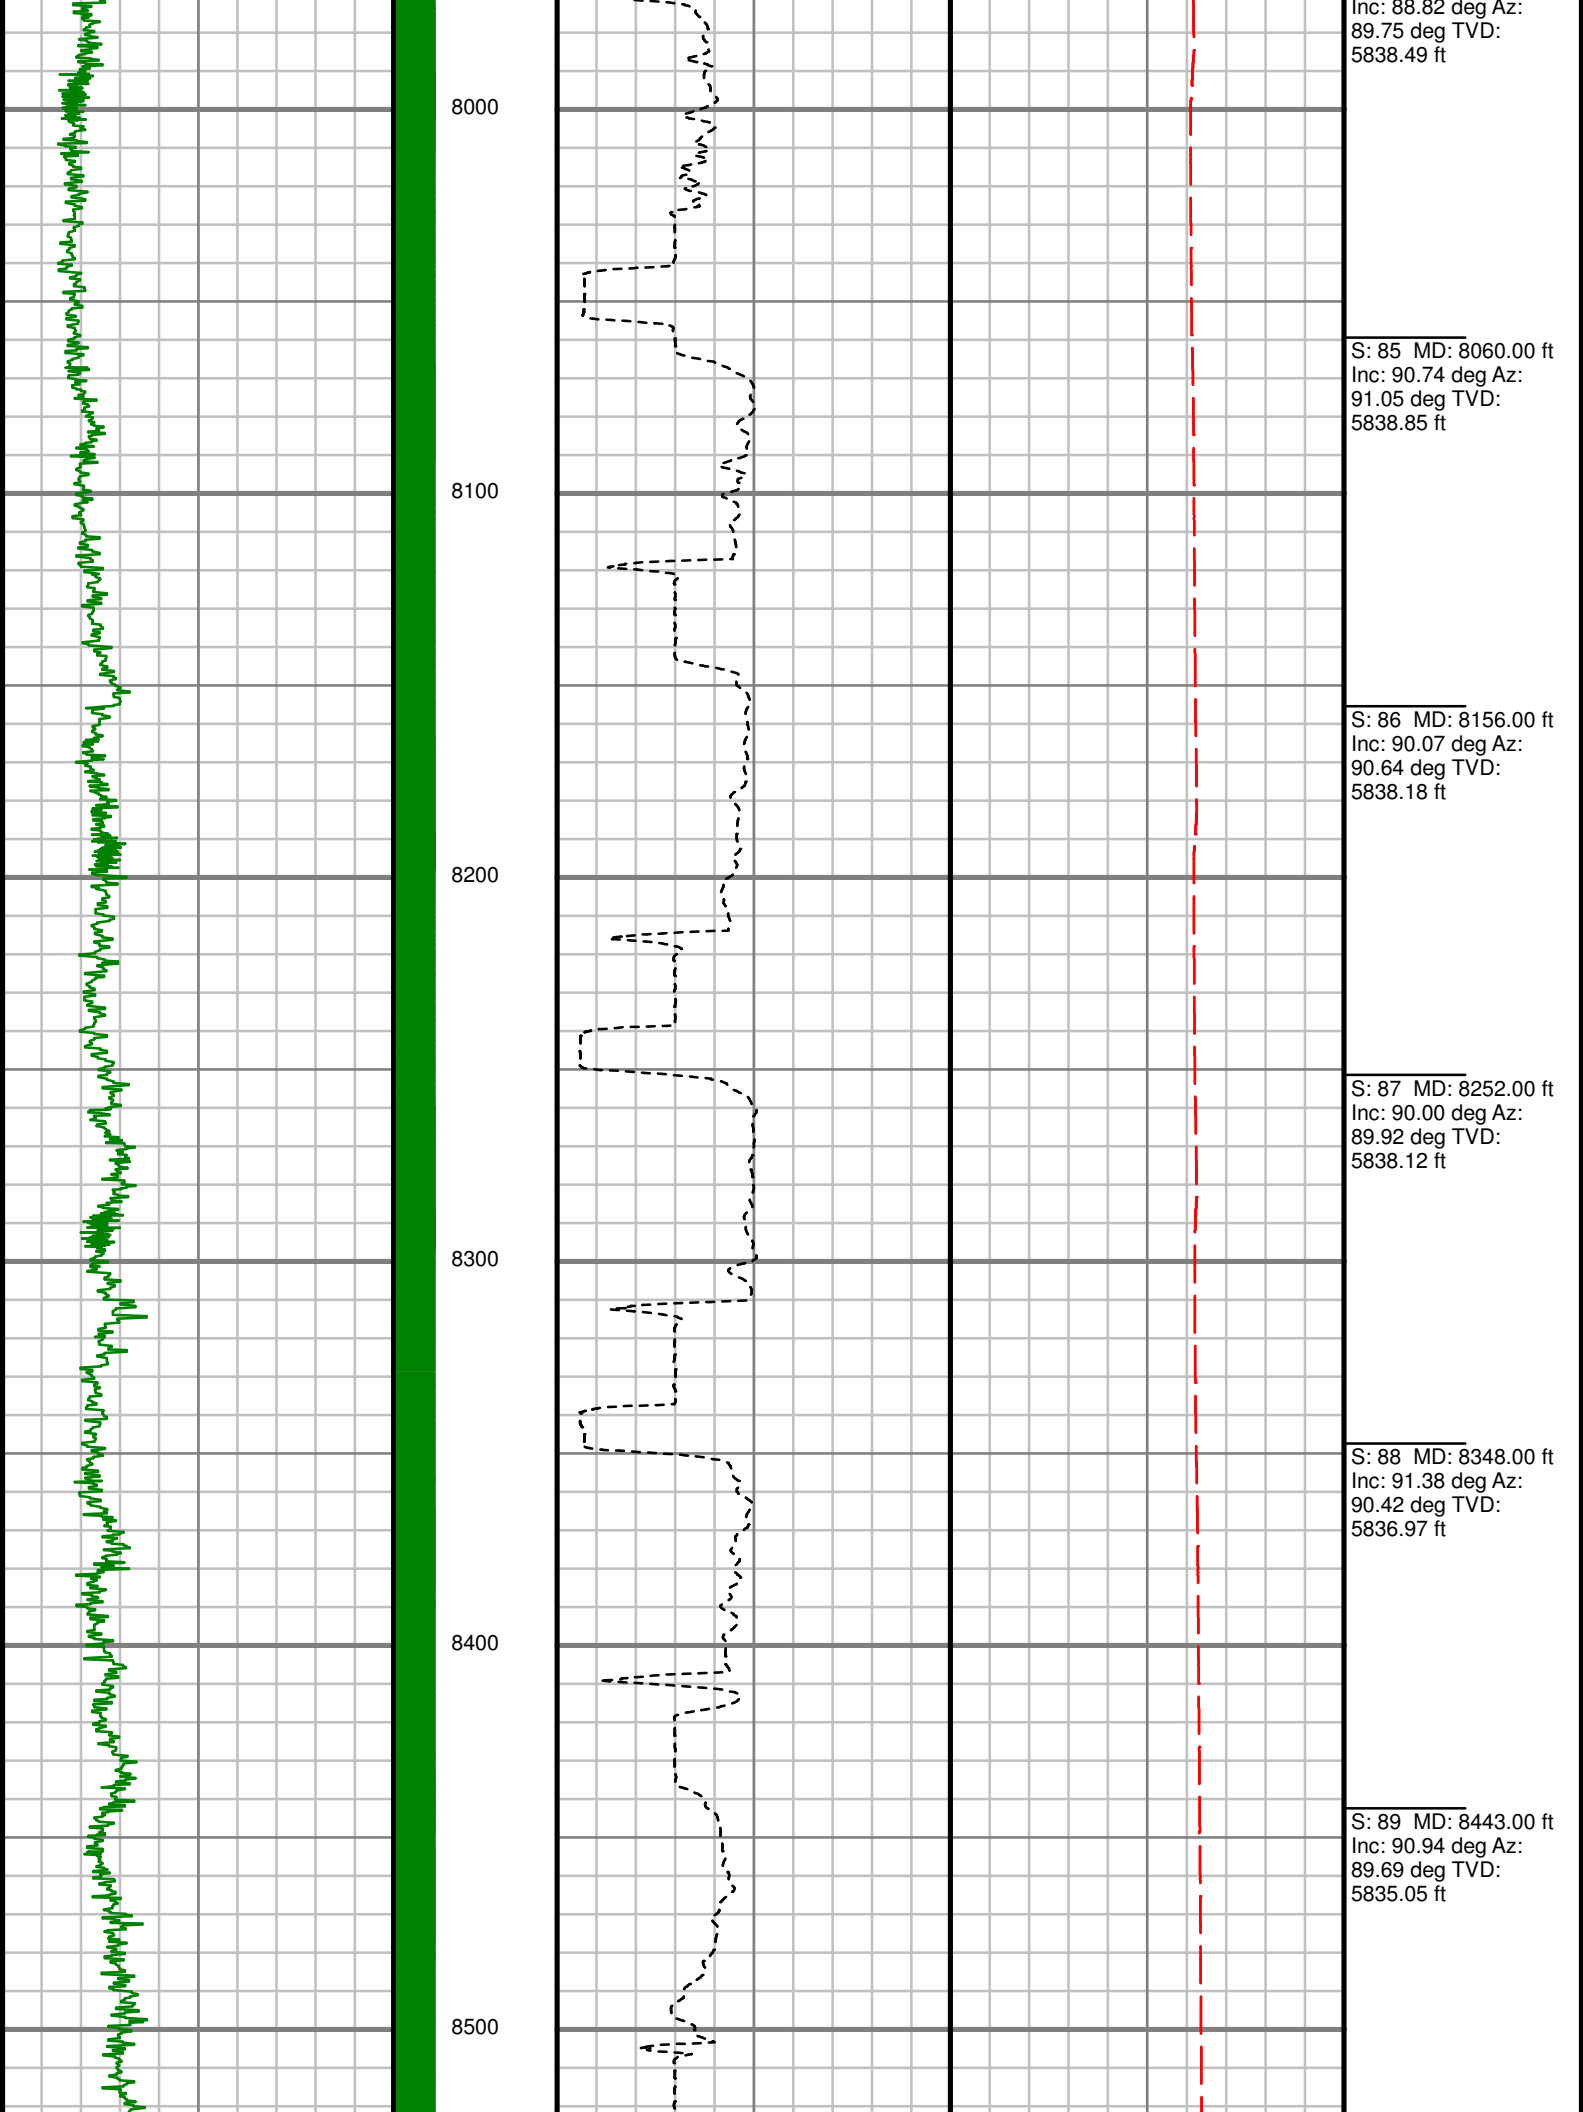 Inc: 88.82 deg Az:
89.75 deg TVD:
5838.49 ft
8000
S: 85  MD: 8060.00 ft
Inc: 90.74 deg Az:
91.05 deg TVD:
5838.85 ft
8100
S: 86  MD: 8156.00 ft
Inc: 90.07 deg Az:
90.64 deg TVD:
5838.18 ft
8200
S: 87  MD: 8252.00 ft
Inc: 90.00 deg Az:
89.92 deg TVD:
5838.12 ft
8300
S: 88  MD: 8348.00 ft
Inc: 91.38 deg Az:
90.42 deg TVD:
5836.97 ft
8400
S: 89  MD: 8443.00 ft
Inc: 90.94 deg Az:
89.69 deg TVD:
5835.05 ft
8500